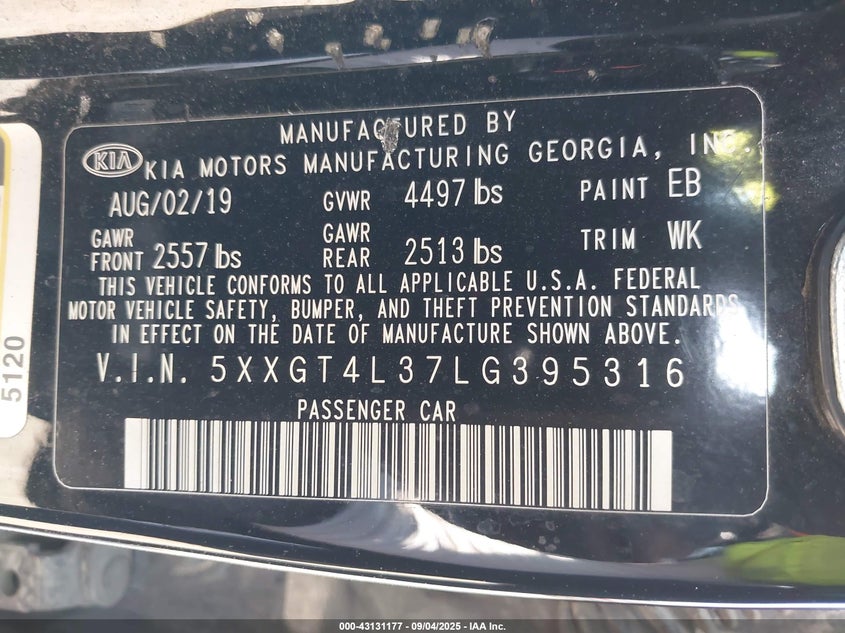 MANUFACTURED BY
KIA KIA MOTORS MANUFACTURING GEORGIA, INC.
AUG/02/19 GVWR 4497 lbs PAINT EB
GAWR FRONT 2557 lbs GAWR REAR 2513 lbs TRIM WK
THIS VEHICLE CONFORMS TO ALL APPLICABLE U.S.A. FEDERAL
MOTOR VEHICLE SAFETY, BUMPER, AND THEFT PREVENTION STANDARDS
IN EFFECT ON THE DATE OF MANUFACTURE SHOWN ABOVE.
V.I.N. 5XXGT4L37LG395316
PASSENGER CAR
5120
000-43131177 - 09/04/2025 - IAA Inc.